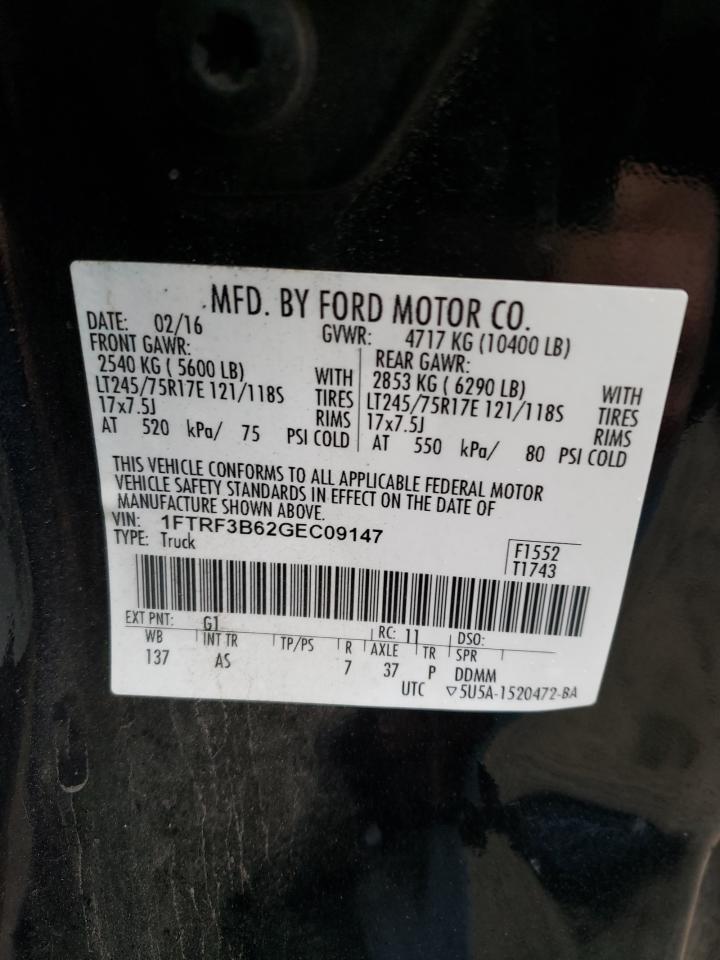 MFD. BY FORD MOTOR CO.
DATE: 02/16 GVWR: 4717 KG (10400 LB)
FRONT GAWR: REAR GAWR:
2540 KG ( 5600 LB) WITH 2853 KG ( 6290 LB) WITH
LT245/75R17E 121/118S TIRES LT245/75R17E 121/118S TIRES
17x7.5J RIMS 17x7.5J RIMS
AT 520 kPa/ 75 PSI COLD AT 550 kPa/ 80 PSI COLD
THIS VEHICLE CONFORMS TO ALL APPLICABLE FEDERAL MOTOR
VEHICLE SAFETY STANDARDS IN EFFECT ON THE DATE OF
MANUFACTURE SHOWN ABOVE.
VIN: 1FTRF3B62GEC09147
TYPE: Truck
F1552
T1743
EXT PNT: G1 RC: 11 DSO:
WB INT TR TP/PS R AXLE TR SPR
137 AS 7 37 P DDMM
UTC ▽5U5A-1520472-BA